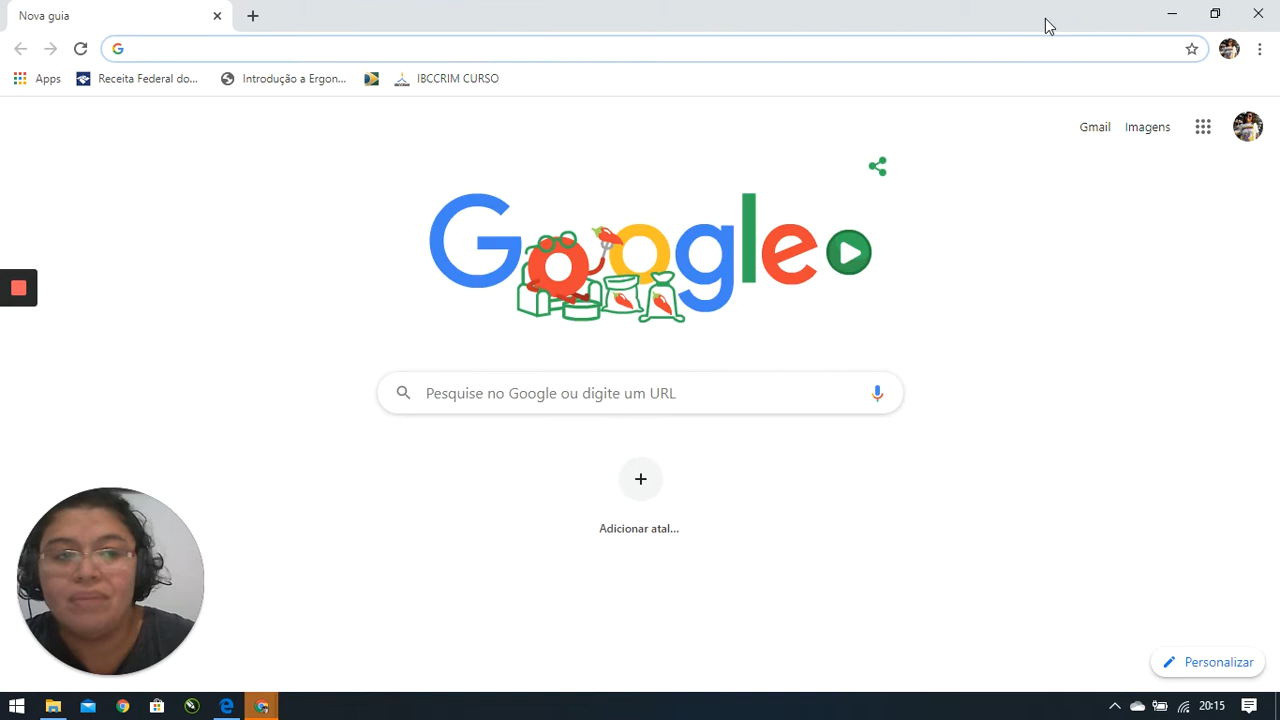 Nova guia
Apps
Receita Federal do...
Introdução a Ergon...
IBCCRIM CURSO
Gmail
Imagens
Google
Pesquise no Google ou digite um URL
Adicionar atal...
Personalizar
20:15